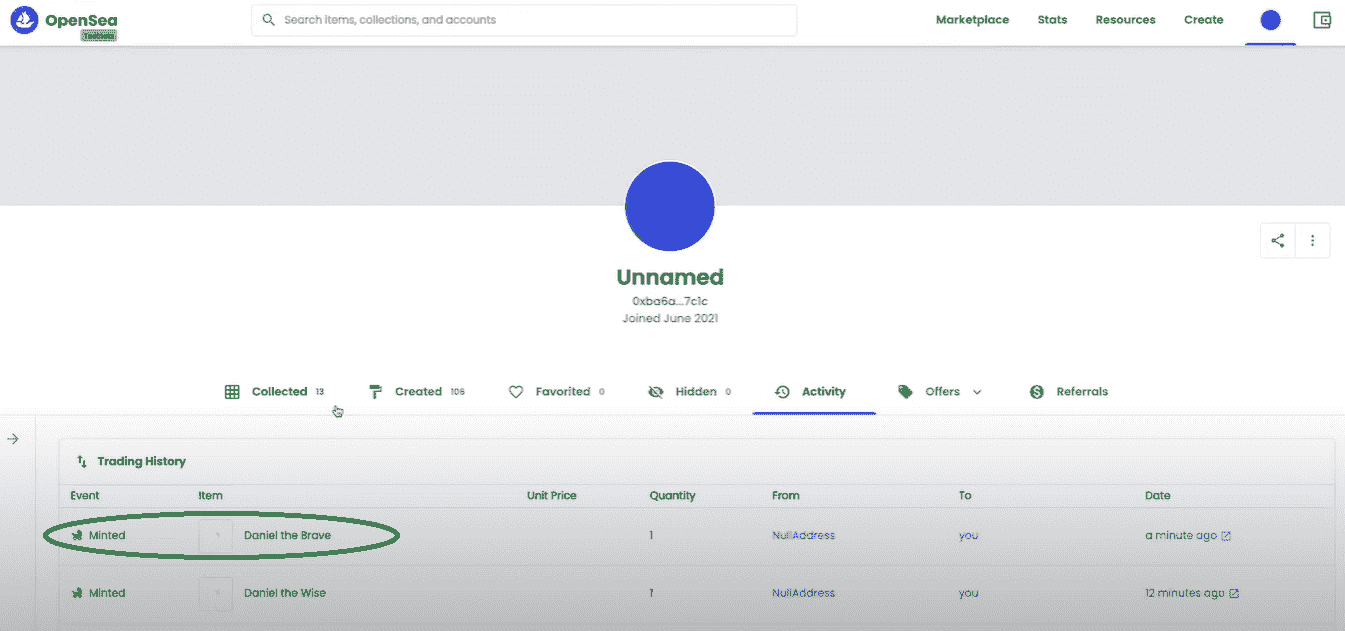 OpenSea
Testnets
Search items, collections, and accounts
Marketplace Stats Resources Create
Unnamed
0xba6a...7c1c
Joined June 2021
Collected 13 Created 106 Favorited 0 Hidden 0 Activity Offers Referrals
Trading History
Event Item Unit Price Quantity From To Date
Minted Daniel the Brave 1 NullAddress you a minute ago
Minted Daniel the Wise 1 NullAddress you 12 minutes ago